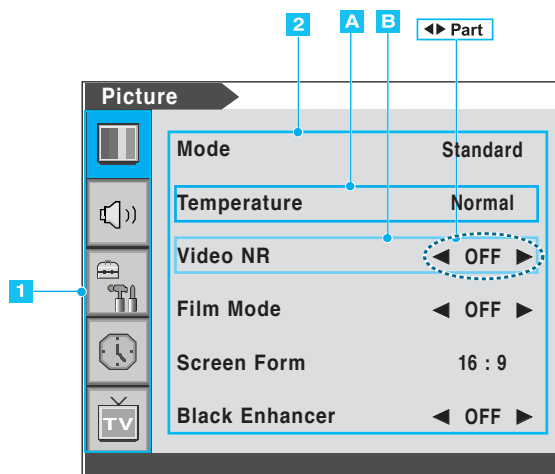 2 A B ◀▶ Part
Picture
Mode Standard
Temperature Normal
Video NR ◀ OFF ▶
1
Film Mode ◀ OFF ▶
Screen Form 16 : 9
TV
Black Enhancer ◀ OFF ▶